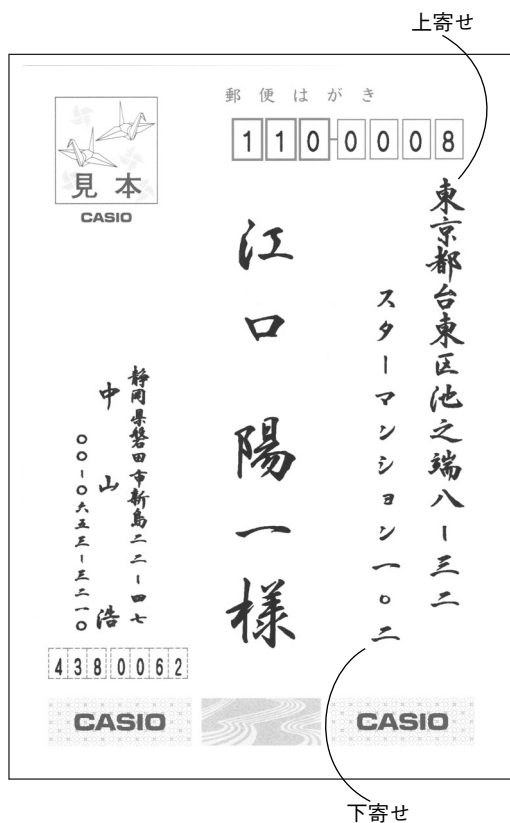 上寄せ
郵便はがき
110-0008
見本
CASIO
東京都台東区池之端八ー三二
スターマンション一〇二
江口陽一様
静岡県磐田市新島二二ー四七
中山 浩
〇〇ー〇六五三ー三二一〇
4380062
CASIO
CASIO
下寄せ